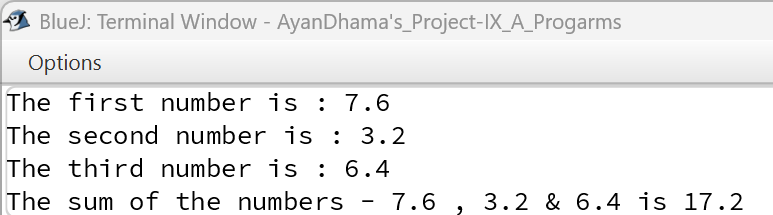 BlueJ: Terminal Window - AyanDhama's_Project-IX_A_Progarms
Options
The first number is : 7.6
The second number is : 3.2
The third number is : 6.4
The sum of the numbers - 7.6 , 3.2 & 6.4 is 17.2